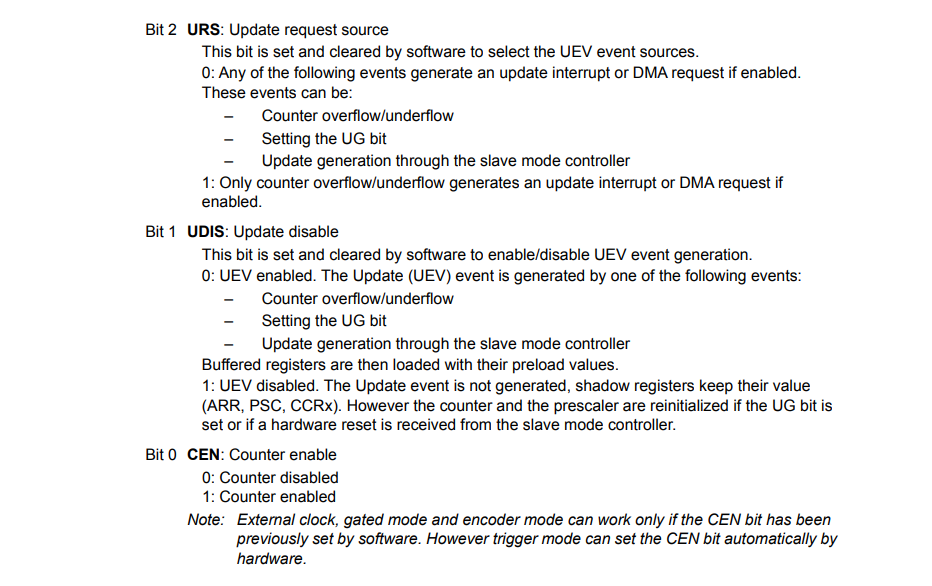 Bit 2 URS: Update request source
This bit is set and cleared by software to select the UEV event sources.
0: Any of the following events generate an update interrupt or DMA request if enabled.
These events can be:
– Counter overflow/underflow
– Setting the UG bit
– Update generation through the slave mode controller
1: Only counter overflow/underflow generates an update interrupt or DMA request if
enabled.
Bit 1 UDIS: Update disable
This bit is set and cleared by software to enable/disable UEV event generation.
0: UEV enabled. The Update (UEV) event is generated by one of the following events:
– Counter overflow/underflow
– Setting the UG bit
– Update generation through the slave mode controller
Buffered registers are then loaded with their preload values.
1: UEV disabled. The Update event is not generated, shadow registers keep their value
(ARR, PSC, CCRx). However the counter and the prescaler are reinitialized if the UG bit is
set or if a hardware reset is received from the slave mode controller.
Bit 0 CEN: Counter enable
0: Counter disabled
1: Counter enabled
Note: External clock, gated mode and encoder mode can work only if the CEN bit has been
previously set by software. However trigger mode can set the CEN bit automatically by
hardware.